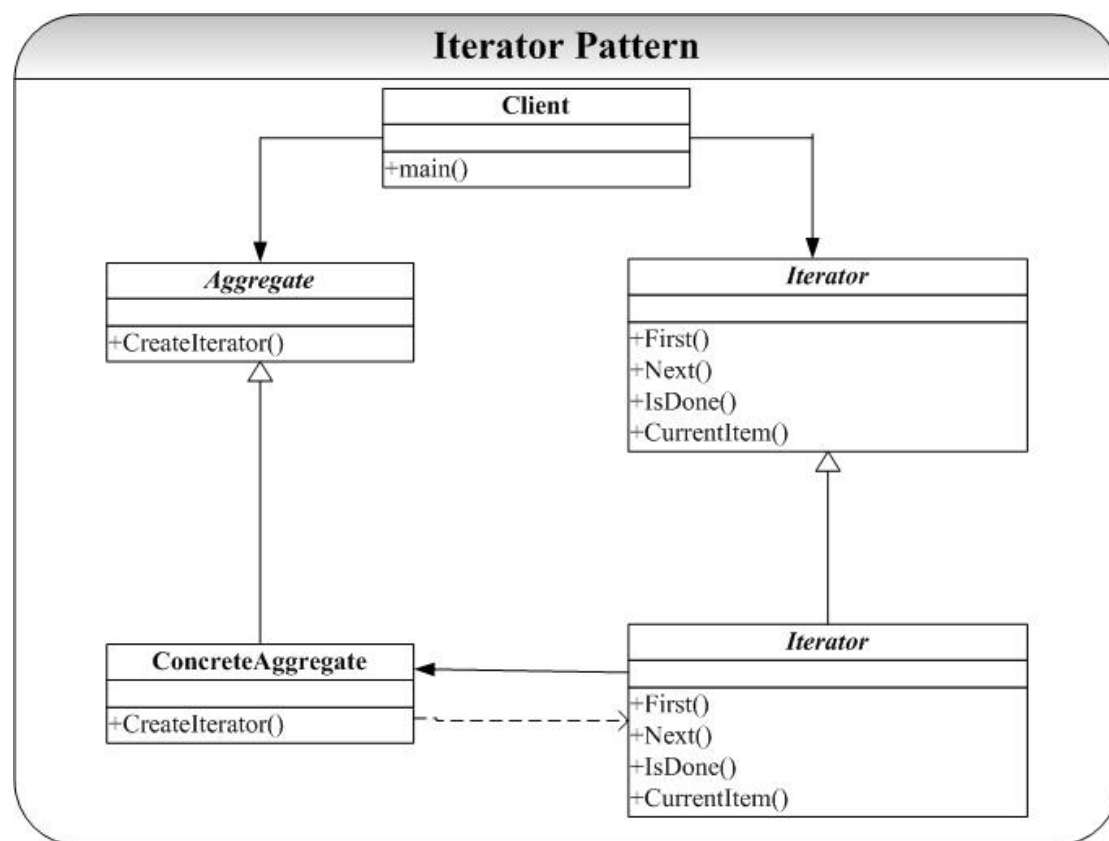 Iterator Pattern
Client
+main()
Aggregate
+CreateIterator()
Iterator
+First()
+Next()
+IsDone()
+CurrentItem()
ConcreteAggregate
+CreateIterator()
Iterator
+First()
+Next()
+IsDone()
+CurrentItem()